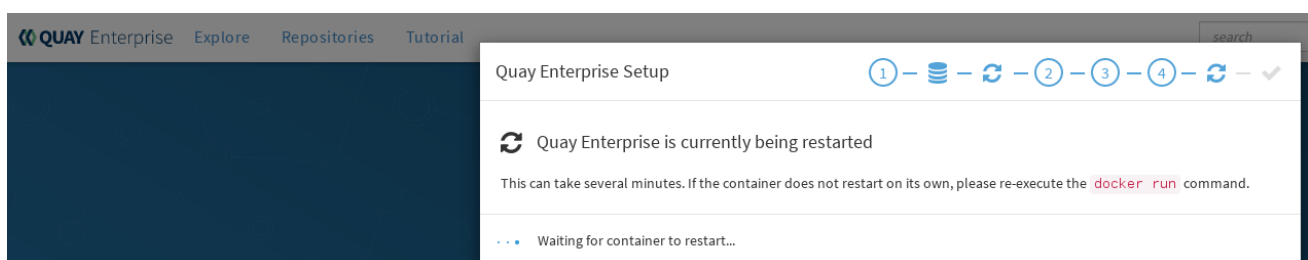 QUAY Enterprise Explore Repositories Tutorial search
Quay Enterprise Setup 1 2 3 4
Quay Enterprise is currently being restarted
This can take several minutes. If the container does not restart on its own, please re-execute the docker run command.
Waiting for container to restart...